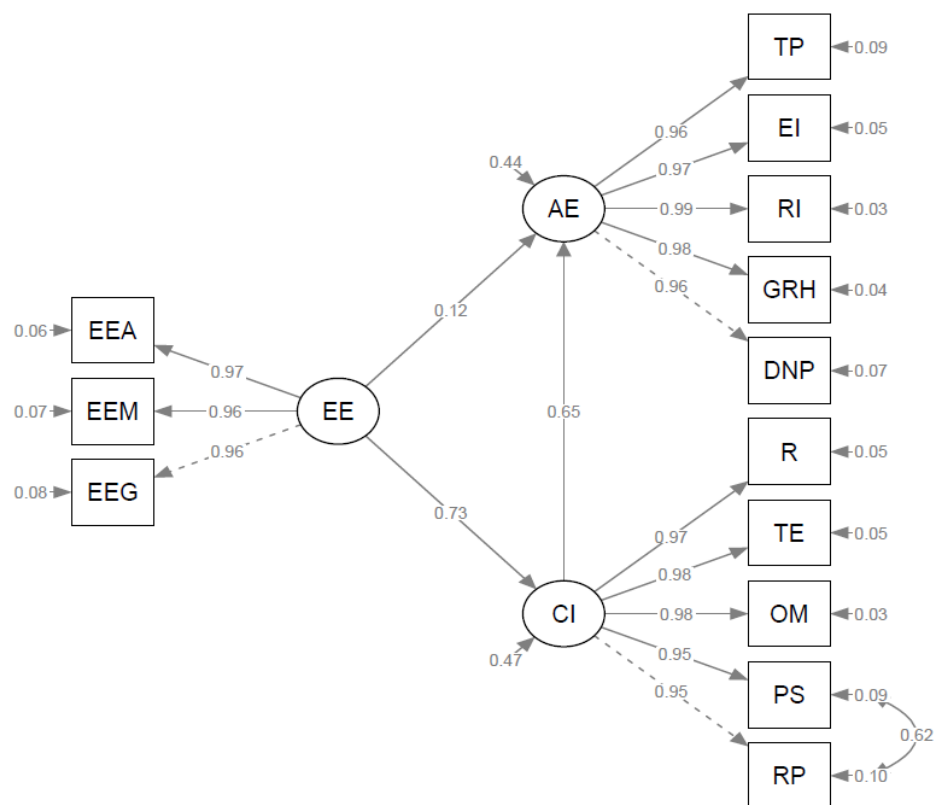 TP
0.09
EI
0.05
0.96
0.44
0.97
AE
0.99
RI
0.03
0.98
0.96
GRH
0.04
0.12
0.06
EEA
DNP
0.07
0.97
0.07
EEM
0.96
EE
0.65
0.96
R
0.05
0.08
EEG
0.73
0.97
TE
0.05
0.98
CI
0.98
OM
0.03
0.47
0.95
0.95
PS
0.09
0.62
RP
0.10